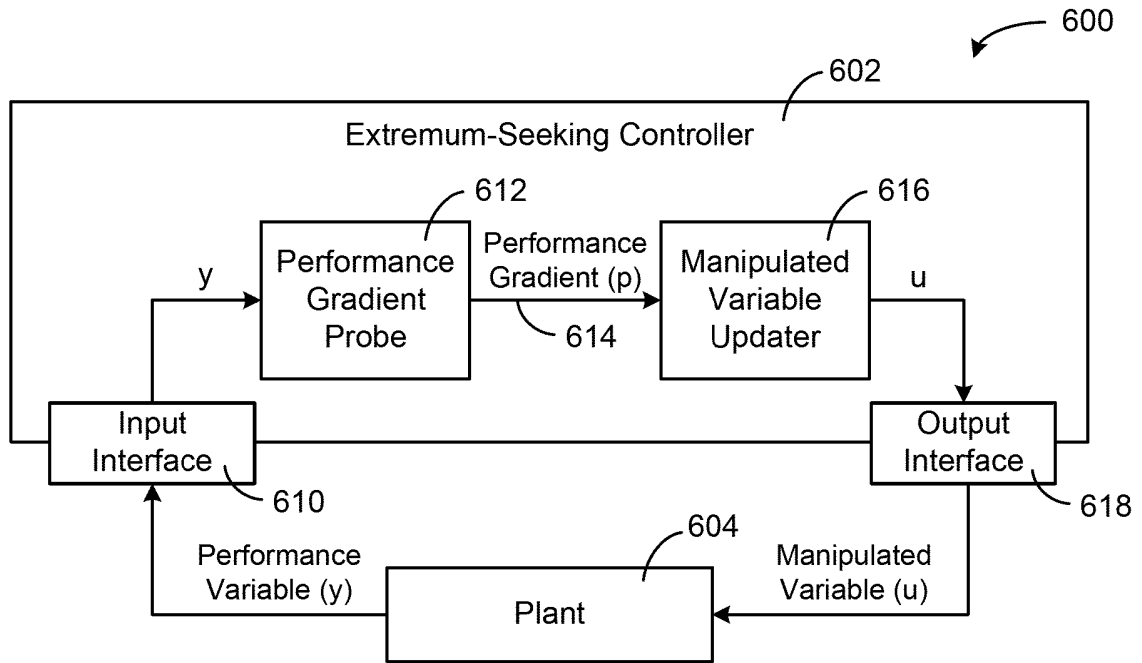 600
602
Extremum-Seeking Controller
612
616
y
Performance
Gradient
Probe
Performance
Gradient (p)
614
Manipulated
Variable
Updater
u
Input
Interface
610
Output
Interface
618
604
Performance
Variable (y)
Plant
Manipulated
Variable (u)